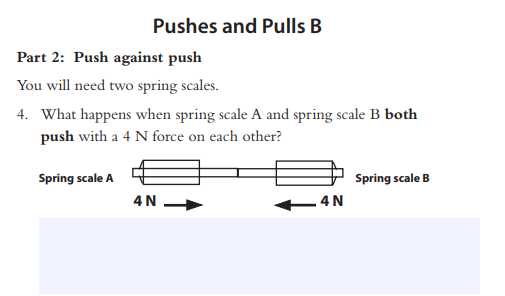 Pushes and Pulls B
Part 2: Push against push
You will need two spring scales.
4. What happens when spring scale A and spring scale B both
push with a 4 N force on each other?
Spring scale A
Spring scale B
4 N
4 N